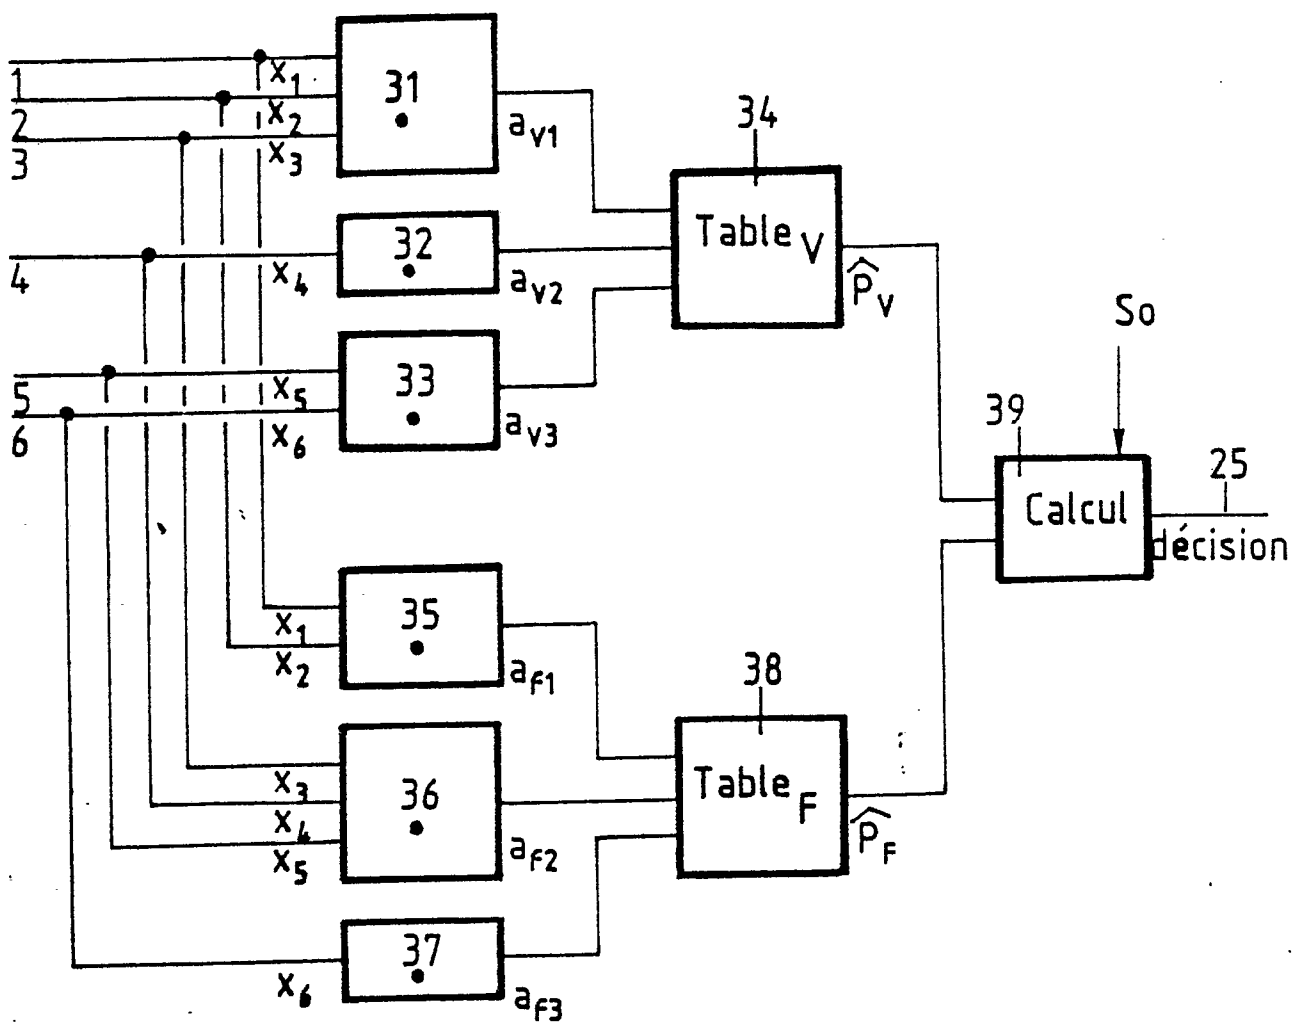 1
2
3
4
5
6
x1
x2
x3
x4
x5
x6
31
32
33
av1
av2
av3
34
Table V
P̂V
x1
x2
x3
x4
x5
x6
35
36
37
af1
af2
af3
38
Table F
P̂F
So
39
Calcul
25
décision